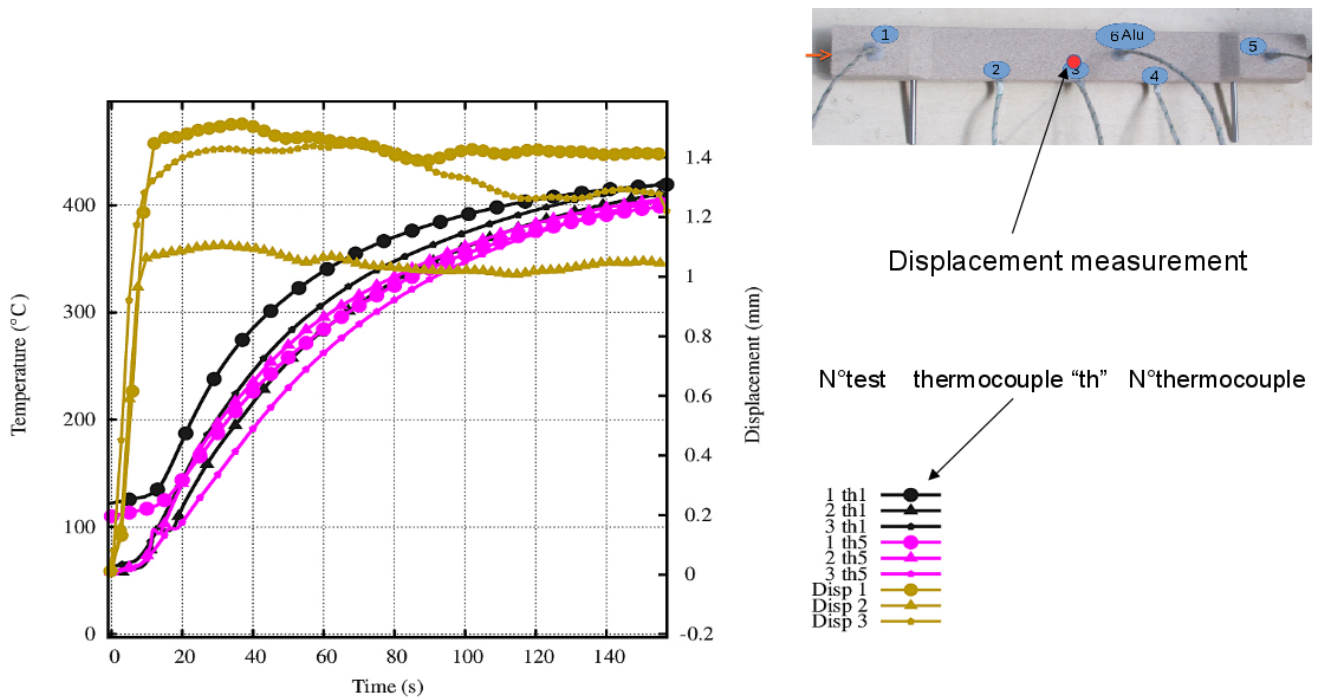 400
300
200
100
0
Temperature (°C)
0 20 40 60 80 100 120 140
Time (s)
1.4
1.2
1
0.8
0.6
0.4
0.2
0
-0.2
Displacement (mm)
1
2
3
4
5
6 Alu
Displacement measurement
N°test thermocouple “th” N°thermocouple
1 th1
2 th1
3 th1
1 th5
2 th5
3 th5
Disp 1
Disp 2
Disp 3